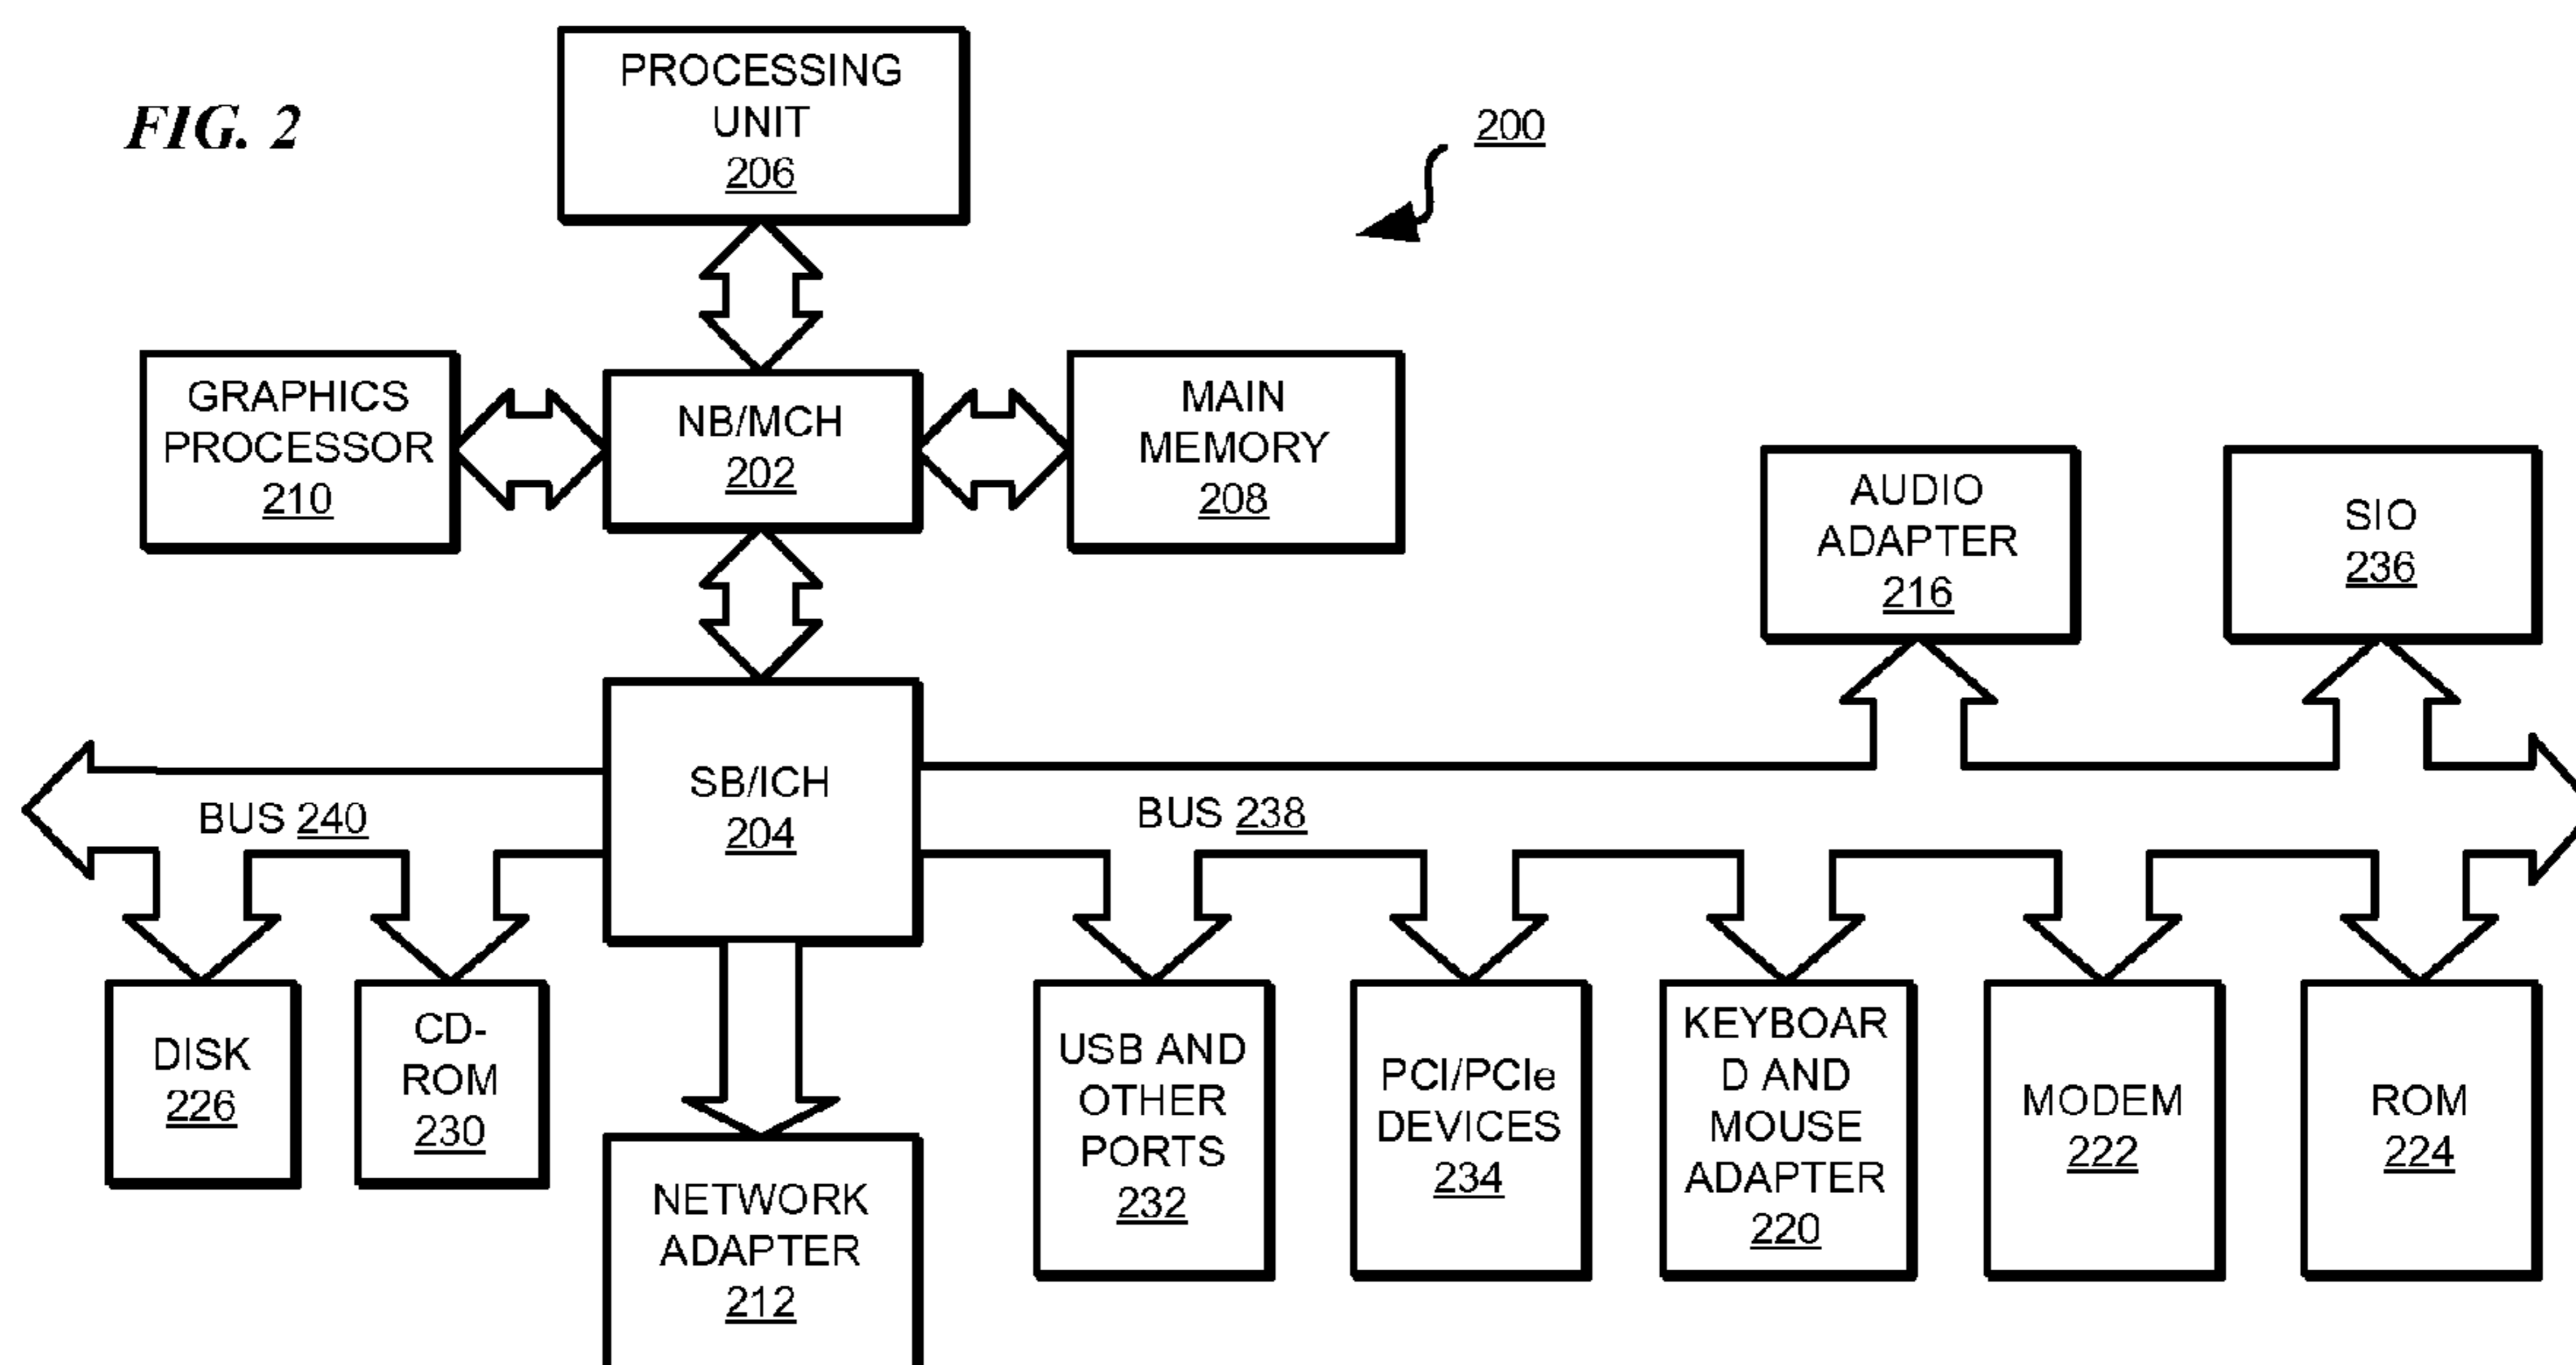 FIG. 2
PROCESSING
UNIT
206
200
GRAPHICS
PROCESSOR
210
NB/MCH
202
MAIN
MEMORY
208
AUDIO
ADAPTER
216
SIO
236
SB/ICH
204
BUS 240
BUS 238
DISK
226
CD-
ROM
230
NETWORK
ADAPTER
212
USB AND
OTHER
PORTS
232
PCI/PCIe
DEVICES
234
KEYBOAR
D AND
MOUSE
ADAPTER
220
MODEM
222
ROM
224